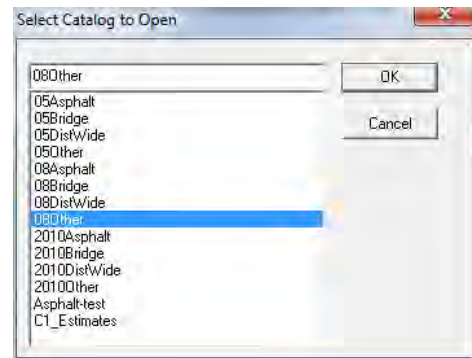 Select Catalog to Open
08Other
OK
Cancel
05Asphalt
05Bridge
05DistWide
05Other
08Asphalt
08Bridge
08DistWide
08Other
2010Asphalt
2010Bridge
2010DistWide
2010Other
Asphalt-test
C1_Estimates